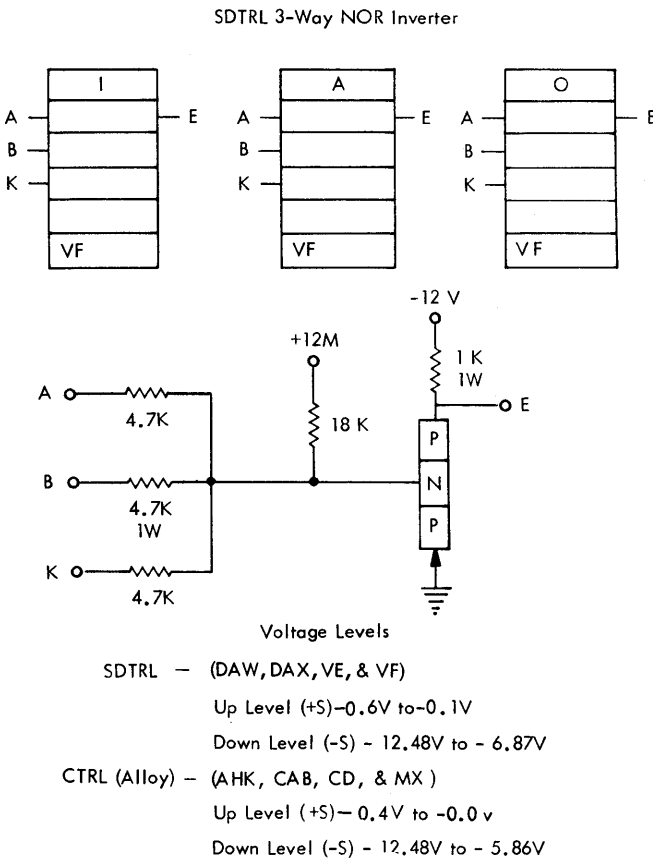 SDTRL 3-Way NOR Inverter
I A O
A E A E A E
B B B
K K K
VF VF VF
-12 V
+12M
1 K
1W
A E
4.7K 18 K
P
B N
4.7K
1W P
K
4.7K
Voltage Levels
SDTRL – (DAW, DAX, VE, & VF)
Up Level (+S)-0.6V to-0.1V
Down Level (-S) - 12.48V to - 6.87V
CTRL (Alloy) – (AHK, CAB, CD, & MX )
Up Level (+S)– 0.4V to -0.0 v
Down Level (-S) - 12.48V to - 5.86V